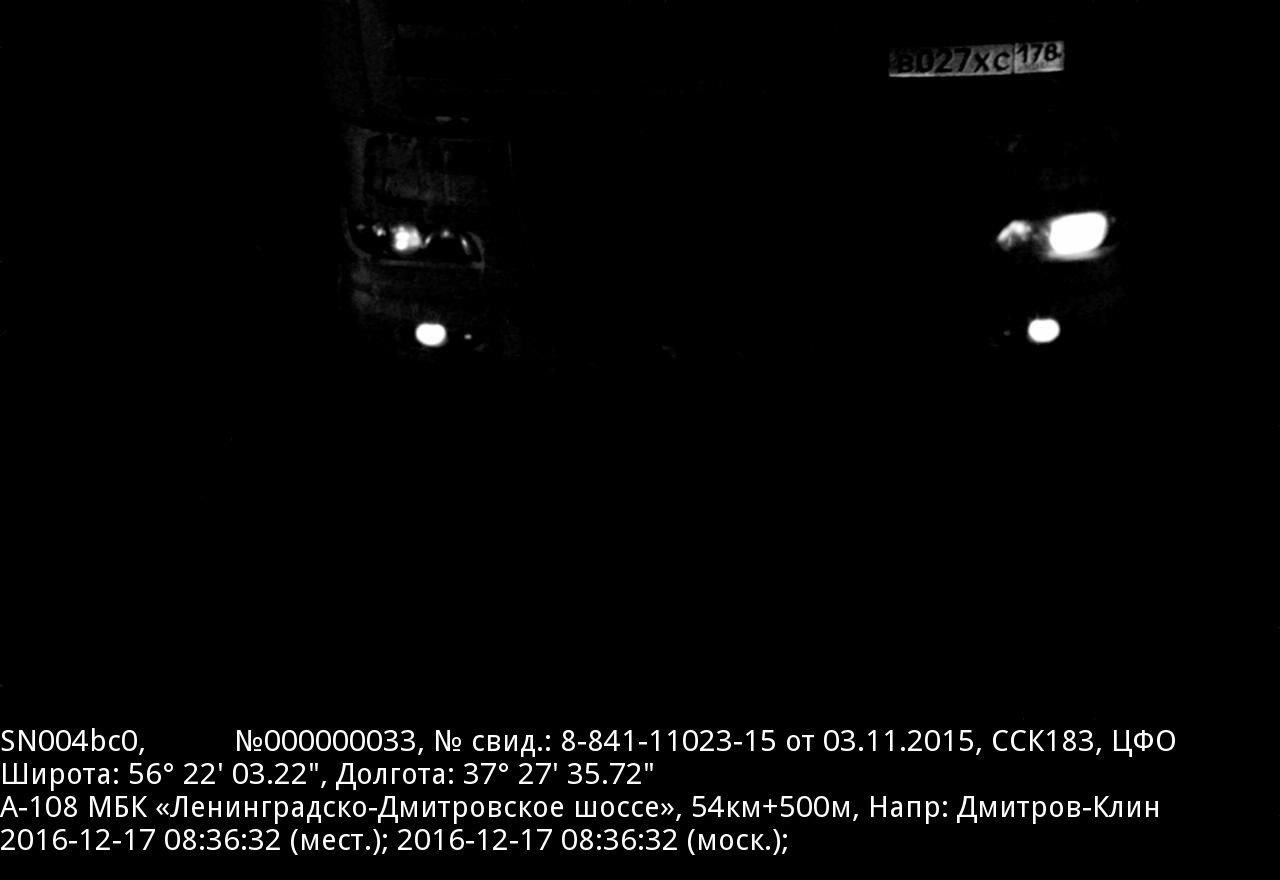 В027ХС 178
SN004bc0, №000000033, № свид.: 8-841-11023-15 от 03.11.2015, ССК183, ЦФО
Широта: 56° 22' 03.22", Долгота: 37° 27' 35.72"
А-108 МБК «Ленинградско-Дмитровское шоссе», 54км+500м, Напр: Дмитров-Клин
2016-12-17 08:36:32 (мест.); 2016-12-17 08:36:32 (моск.);